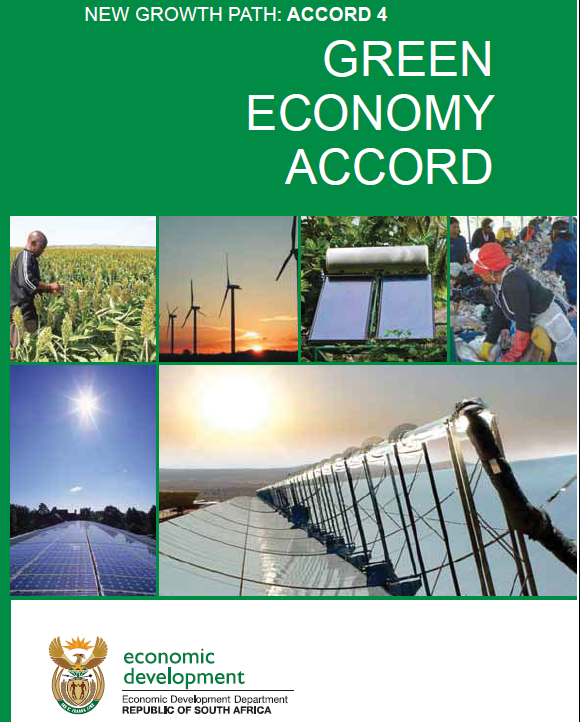 NEW GROWTH PATH: ACCORD 4
GREEN
ECONOMY
ACCORD
economic
development
Economic Development Department
REPUBLIC OF SOUTH AFRICA